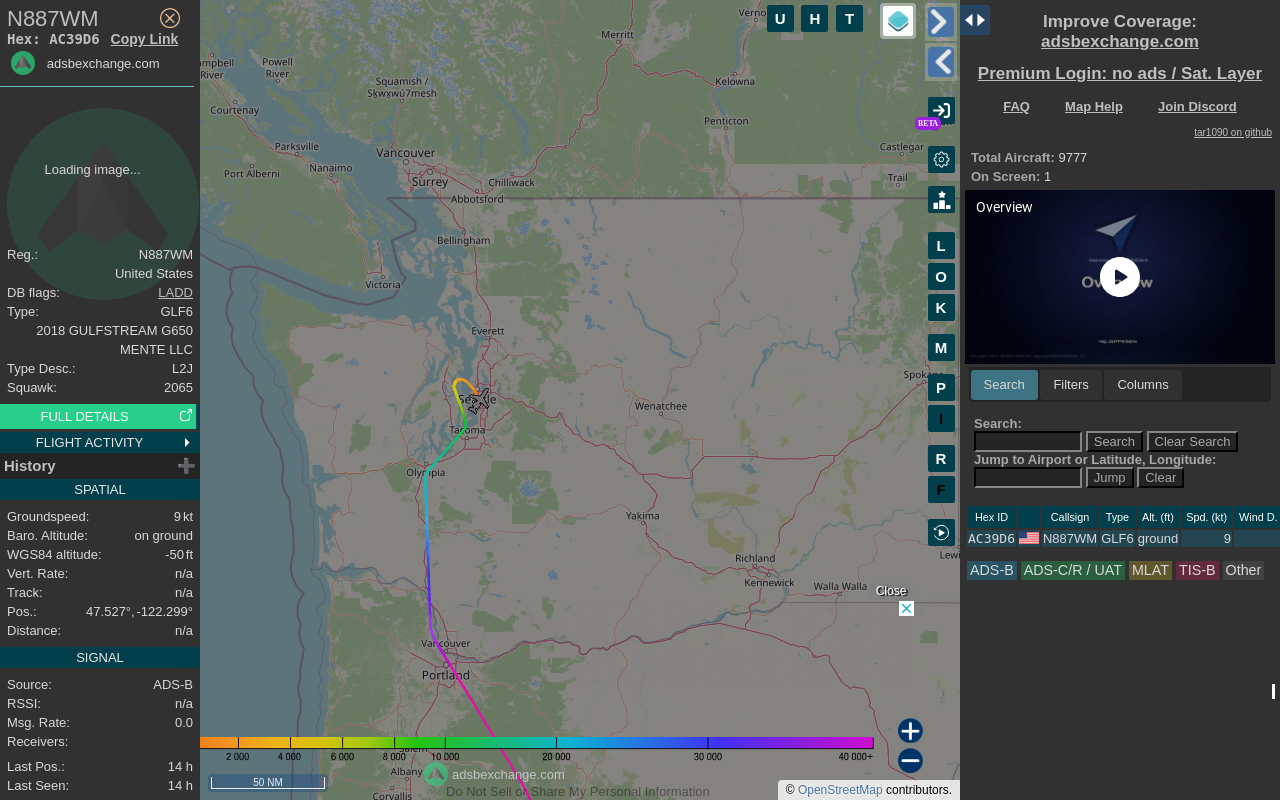 N887WM
Hex: AC39D6 Copy Link
adsbexchange.com
Loading image...
Reg.: N887WM
United States
DB flags: LADD
Type: GLF6
2018 GULFSTREAM G650
MENTE LLC
Type Desc.: L2J
Squawk: 2065
FULL DETAILS
FLIGHT ACTIVITY
History
SPATIAL
Groundspeed: 9 kt
Baro. Altitude: on ground
WGS84 altitude: -50 ft
Vert. Rate: n/a
Track: n/a
Pos.: 47.527°, -122.299°
Distance: n/a
SIGNAL
Source: ADS-B
RSSI: n/a
Msg. Rate: 0.0
Receivers:
Last Pos.: 14 h
Last Seen: 14 h
U H T
Merritt
Powell
River
River
Courtenay
Squamish /
Sḵwx̱wú7mesh
Kelowna
Penticton
Parksville
Nanaimo
Port Alberni
Vancouver
Surrey
Chilliwack
Abbotsford
Castlegar
Trail
Bellingham
Victoria
Everett
Tacoma
Olympia
Wenatchee
Yakima
Richland
Kennewick
Walla Walla
Vancouver
Portland
Albany
Corvallis
BETA
L
O
K
M
P
I
R
F
Close
2 000 4 000 6 000 8 000 10 000 20 000 30 000 40 000+
50 NM
adsbexchange.com
Do Not Sell or Share My Personal Information
© OpenStreetMap contributors.
Improve Coverage:
adsbexchange.com
Premium Login: no ads / Sat. Layer
FAQ Map Help Join Discord
tar1090 on github
Total Aircraft: 9777
On Screen: 1
Overview
JEPPESEN
Search Filters Columns
Search:
Search Clear Search
Jump to Airport or Latitude, Longitude:
Jump Clear
Hex ID Callsign Type Alt. (ft) Spd. (kt) Wind D.
AC39D6 N887WM GLF6 ground 9
ADS-B ADS-C/R / UAT MLAT TIS-B Other